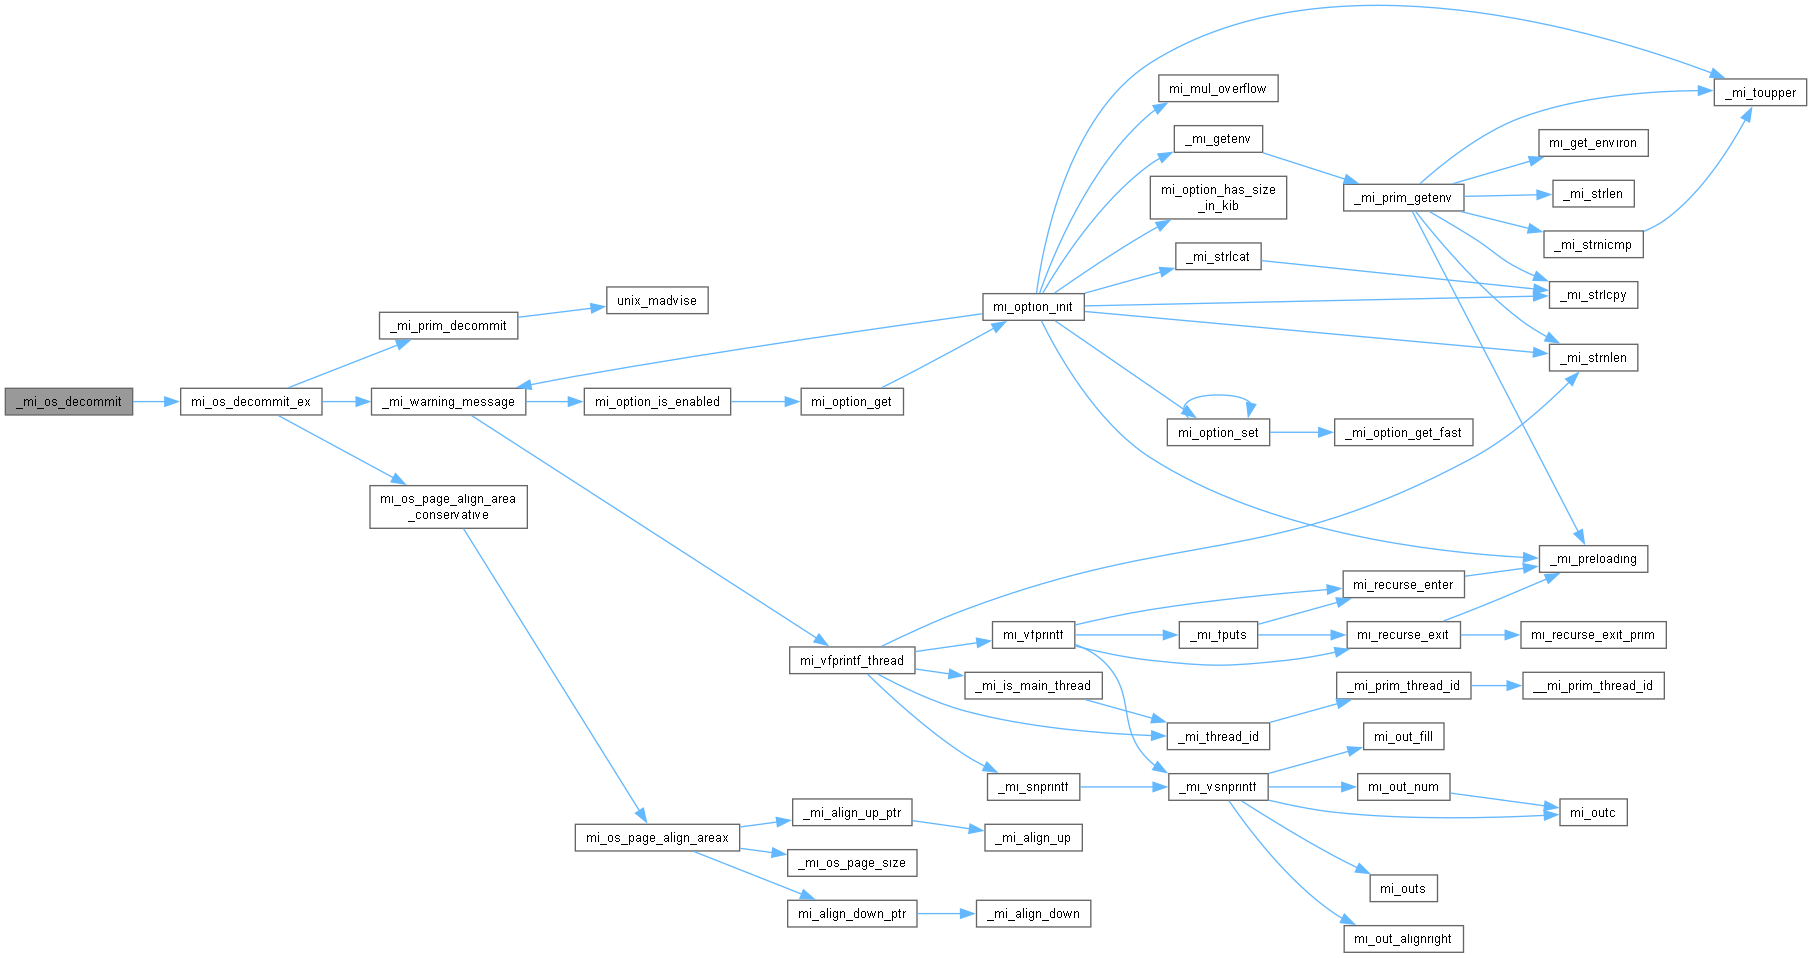 _mi_os_decommit
mi_os_decommit_ex
_mi_prim_decommit
unix_madvise
_mi_warning_message
mi_option_is_enabled
mi_option_get
mi_os_page_align_area
_conservative
mi_option_init
mi_mul_overflow
_mi_getenv
mi_option_has_size
_in_kib
_mi_strlcat
mi_option_set
_mi_option_get_fast
_mi_prim_getenv
_mi_toupper
mi_get_environ
_mi_strlen
_mi_strnicmp
_mi_strlcpy
_mi_strnlen
_mi_preloading
mi_vfprintf_thread
mi_vfprintf
_mi_is_main_thread
_mi_thread_id
_mi_snprintf
_mi_fputs
mi_recurse_enter
mi_recurse_exit
mi_recurse_exit_prim
_mi_prim_thread_id
__mi_prim_thread_id
_mi_vsnprintf
mi_out_fill
mi_out_num
mi_outc
mi_outs
mi_out_alignright
mi_os_page_align_areax
_mi_align_up_ptr
_mi_align_up
_mi_os_page_size
mi_align_down_ptr
_mi_align_down